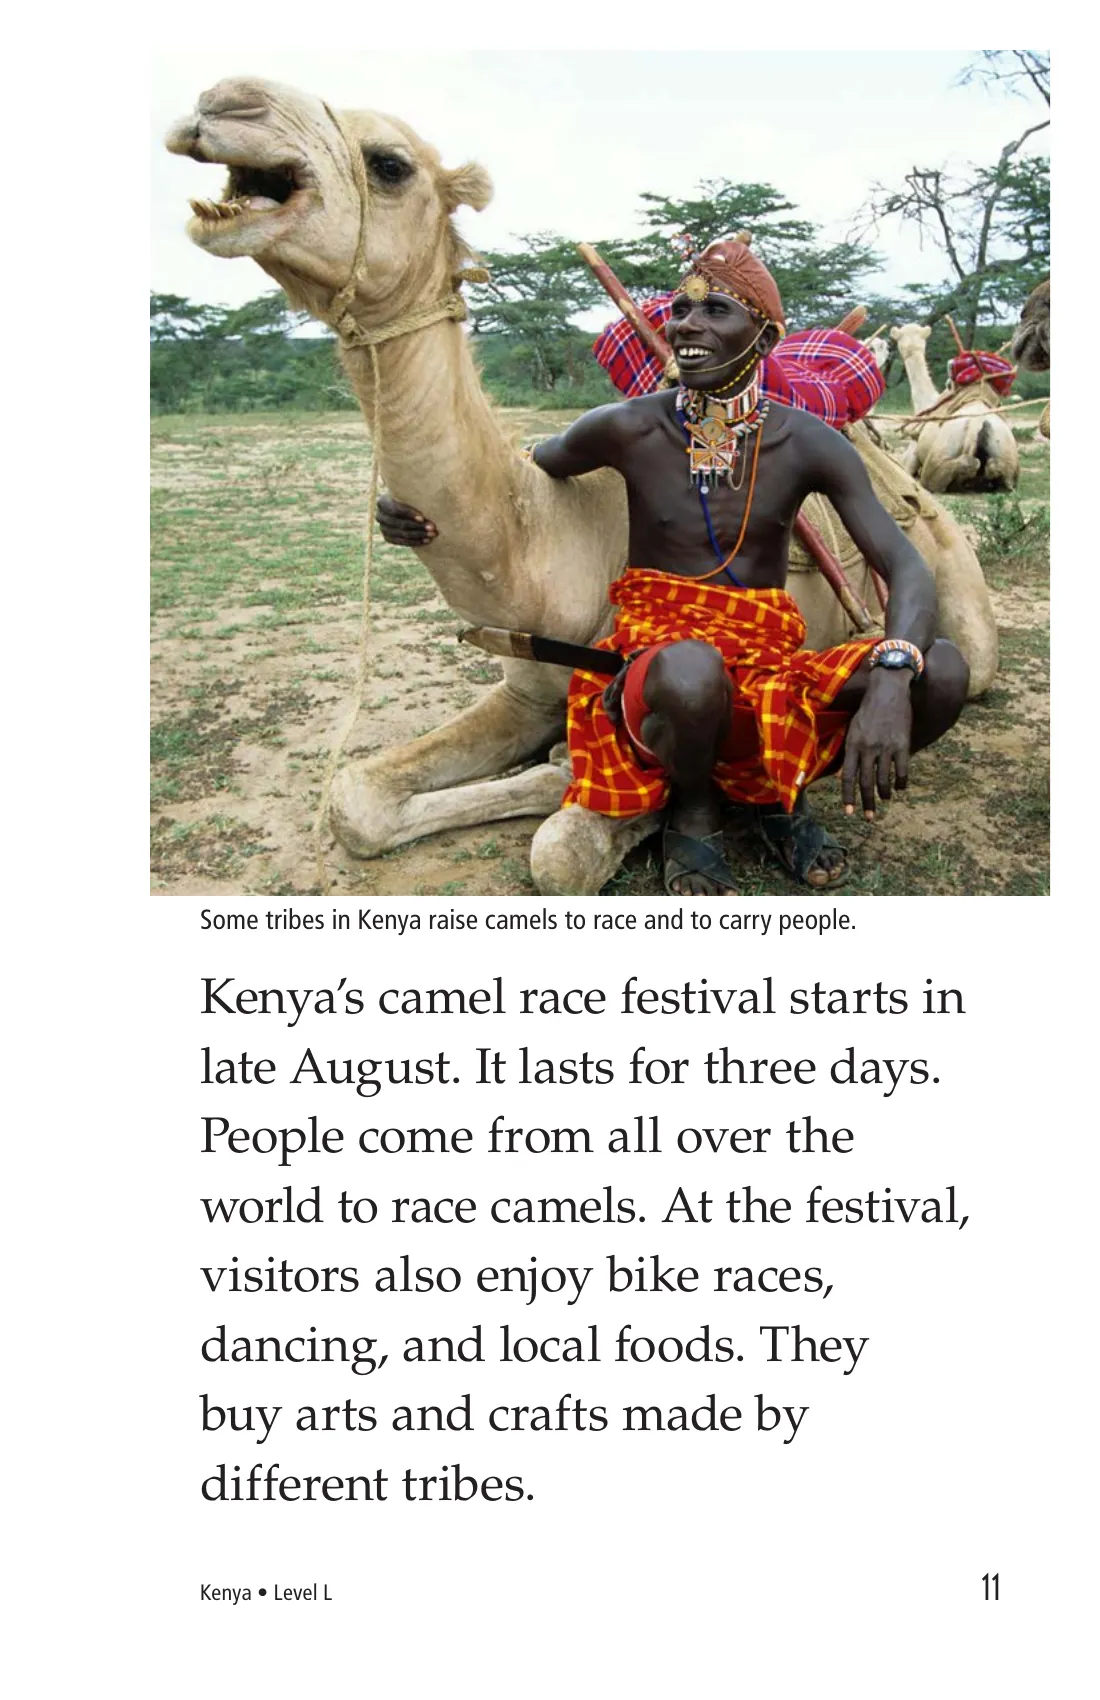 Some tribes in Kenya raise camels to race and to carry people.
Kenya’s camel race festival starts in
late August. It lasts for three days.
People come from all over the
world to race camels. At the festival,
visitors also enjoy bike races,
dancing, and local foods. They
buy arts and crafts made by
different tribes.
Kenya • Level L
11